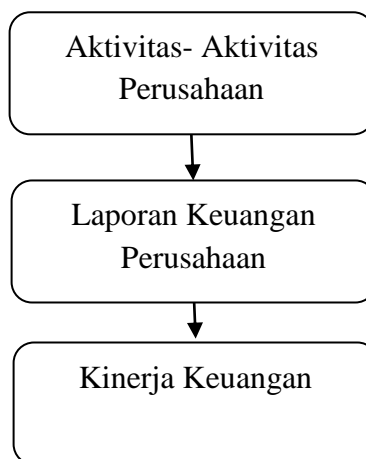 Aktivitas- Aktivitas
Perusahaan
Laporan Keuangan
Perusahaan
Kinerja Keuangan